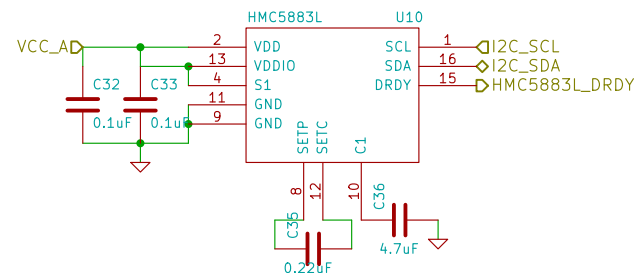 HMC5883L U10
VCC_A 2 VDD SCL 1 I2C_SCL
13 VDDIO SDA 16 I2C_SDA
C32 C33 4 S1 DRDY 15 HMC5883L_DRDY
11 GND
0.1uF 0.1uF 9 GND
SETP SETC C1
8 12 10 C36
C35
4.7uF
0.22uF